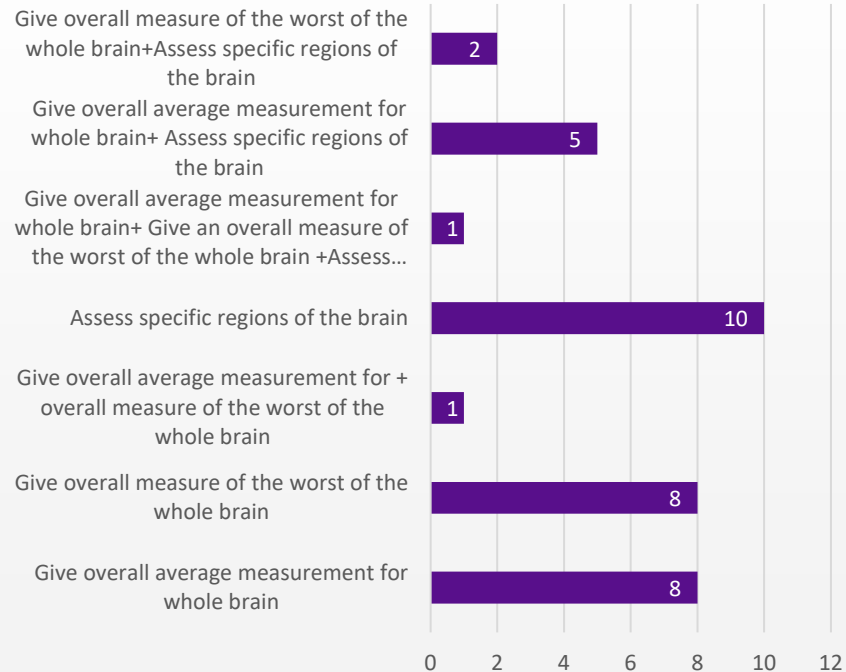 Give overall measure of the worst of the
whole brain+Assess specific regions of
the brain
2
Give overall average measurement for
whole brain+ Assess specific regions of
the brain
5
Give overall average measurement for
whole brain+ Give an overall measure of
the worst of the whole brain +Assess...
1
Assess specific regions of the brain
10
Give overall average measurement for +
overall measure of the worst of the
whole brain
1
Give overall measure of the worst of the
whole brain
8
Give overall average measurement for
whole brain
8
0 2 4 6 8 10 12